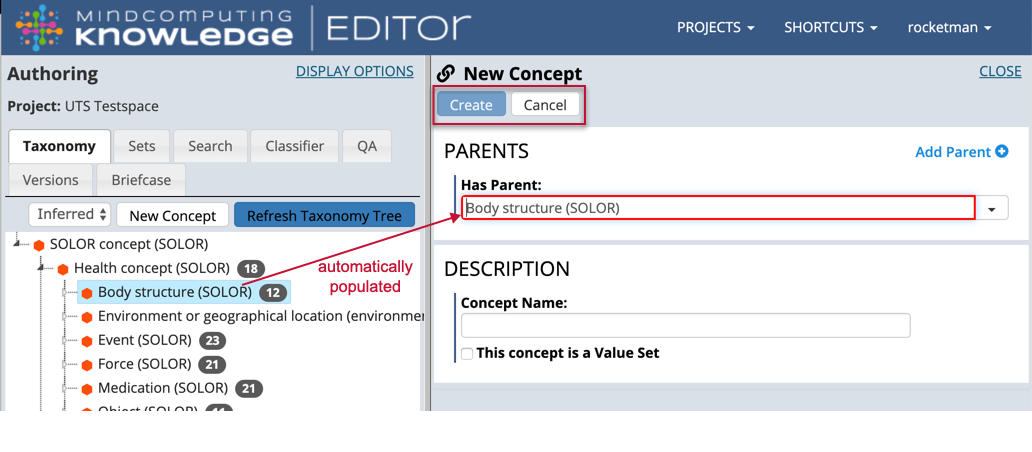 MINDCOMPUTING
KNOWLEDGE EDITOR
PROJECTS SHORTCUTS rocketman
Authoring DISPLAY OPTIONS
Project: UTS Testspace
Taxonomy Sets Search Classifier QA
Versions Briefcase
Inferred New Concept Refresh Taxonomy Tree
SOLOR concept (SOLOR)
Health concept (SOLOR) 18
Body structure (SOLOR) 12
Environment or geographical location (environmen
Event (SOLOR) 23
Force (SOLOR) 21
Medication (SOLOR) 21
Object (SOLOR)
automatically
populated
New Concept CLOSE
Create Cancel
PARENTS Add Parent
Has Parent:
Body structure (SOLOR)
DESCRIPTION
Concept Name:
This concept is a Value Set